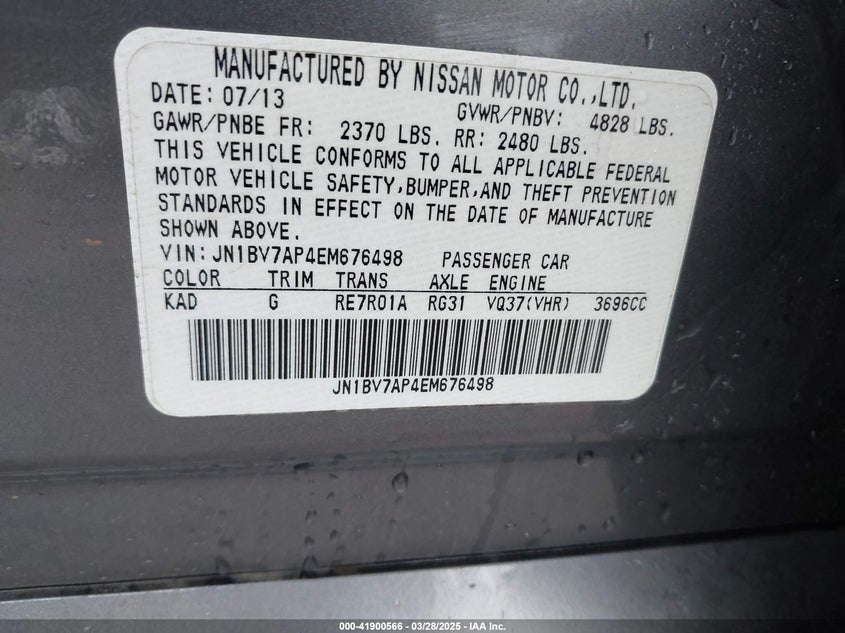 MANUFACTURED BY NISSAN MOTOR CO.,LTD.
DATE: 07/13 GVWR/PNBV: 4828 LBS.
GAWR/PNBE FR: 2370 LBS. RR: 2480 LBS.
THIS VEHICLE CONFORMS TO ALL APPLICABLE FEDERAL
MOTOR VEHICLE SAFETY,BUMPER,AND THEFT PREVENTION
STANDARDS IN EFFECT ON THE DATE OF MANUFACTURE
SHOWN ABOVE.
VIN: JN1BV7AP4EM676498 PASSENGER CAR
COLOR TRIM TRANS AXLE ENGINE
KAD G RE7R01A RG31 VQ37(VHR) 3696CC
JN1BV7AP4EM676498
000-41900566 — 03/28/2025 — IAA Inc.